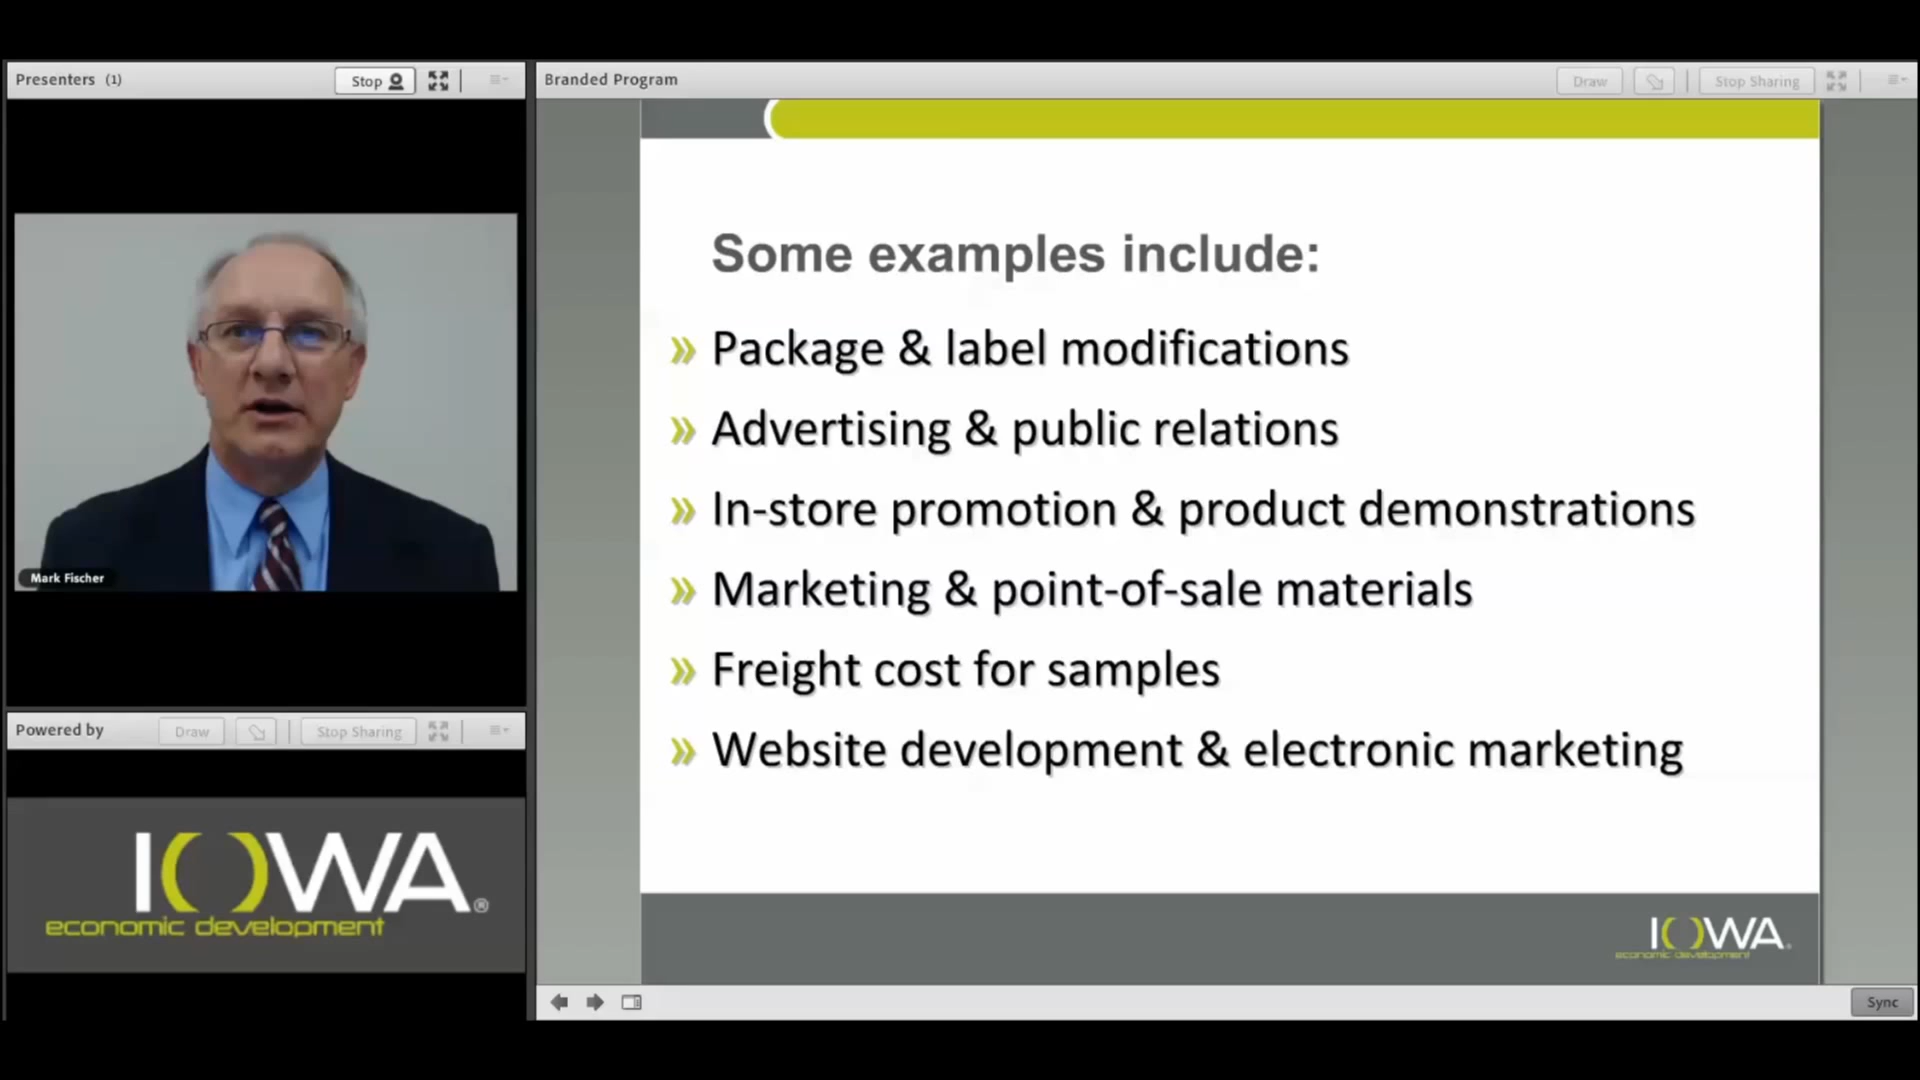 Presenters (1)
Stop
Mark Fischer
Powered by
Draw
Stop Sharing
IOWA®
economic development
Branded Program
Draw
Stop Sharing
Some examples include:
» Package & label modifications
» Advertising & public relations
» In-store promotion & product demonstrations
» Marketing & point-of-sale materials
» Freight cost for samples
» Website development & electronic marketing
IOWA
economic development
Sync